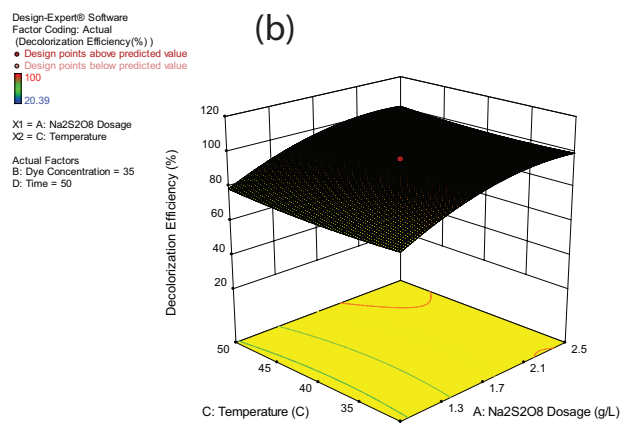 Design-Expert® Software
Factor Coding: Actual
(Decolorization Efficiency(%) )
Design points above predicted value
Design points below predicted value
100
20.39
X1 = A: Na2S2O8 Dosage
X2 = C: Temperature
Actual Factors
B: Dye Concentration = 35
D: Time = 50
(b)
Decolorization Efficiency (%)
120
100
80
60
40
20
50
45
40
35
C: Temperature (C)
1.3
1.7
2.1
2.5
A: Na2S2O8 Dosage (g/L)